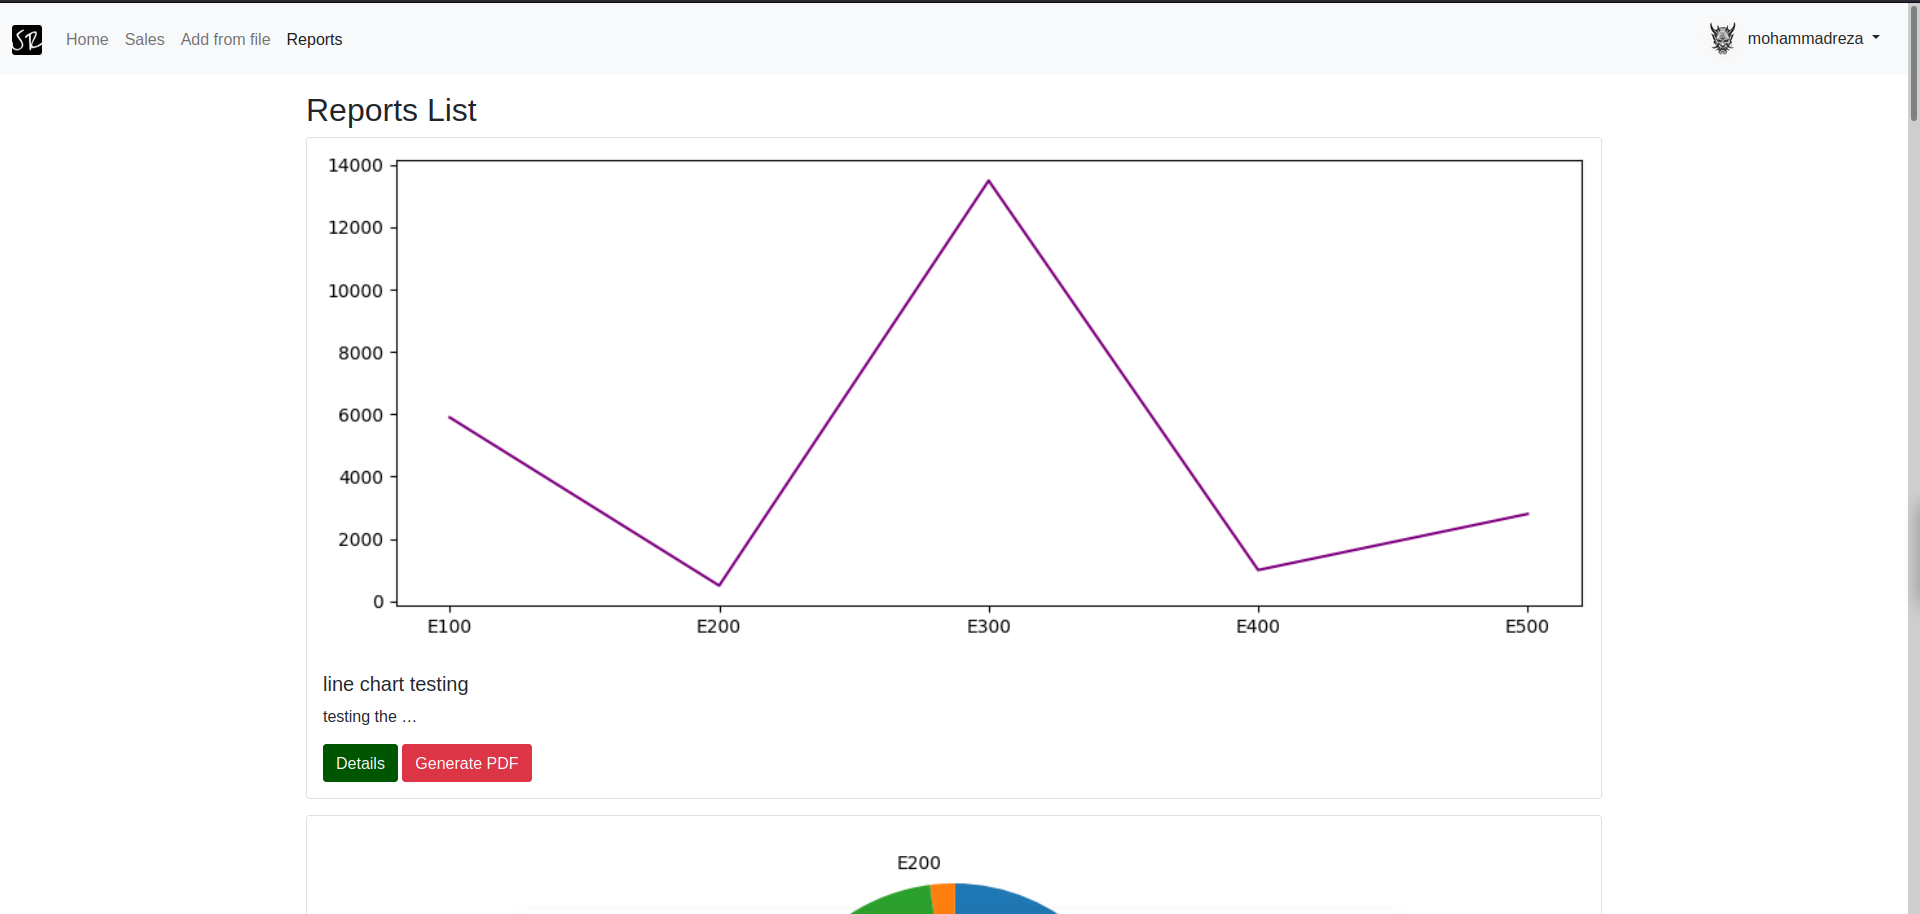 SR Home Sales Add from file Reports mohammadreza
Reports List
14000
12000
10000
8000
6000
4000
2000
0
E100 E200 E300 E400 E500
line chart testing
testing the …
Details Generate PDF
E200